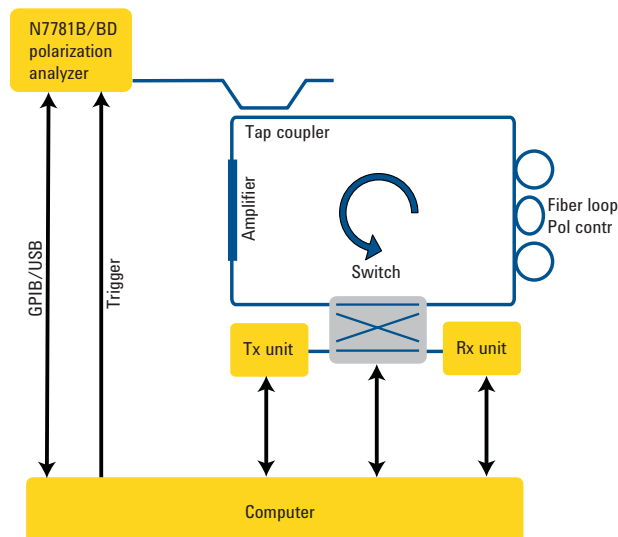 N7781B/BD
polarization
analyzer
Tap coupler
Amplifier
Fiber loop
Pol contr
Switch
GPIB/USB
Trigger
Tx unit
Rx unit
Computer